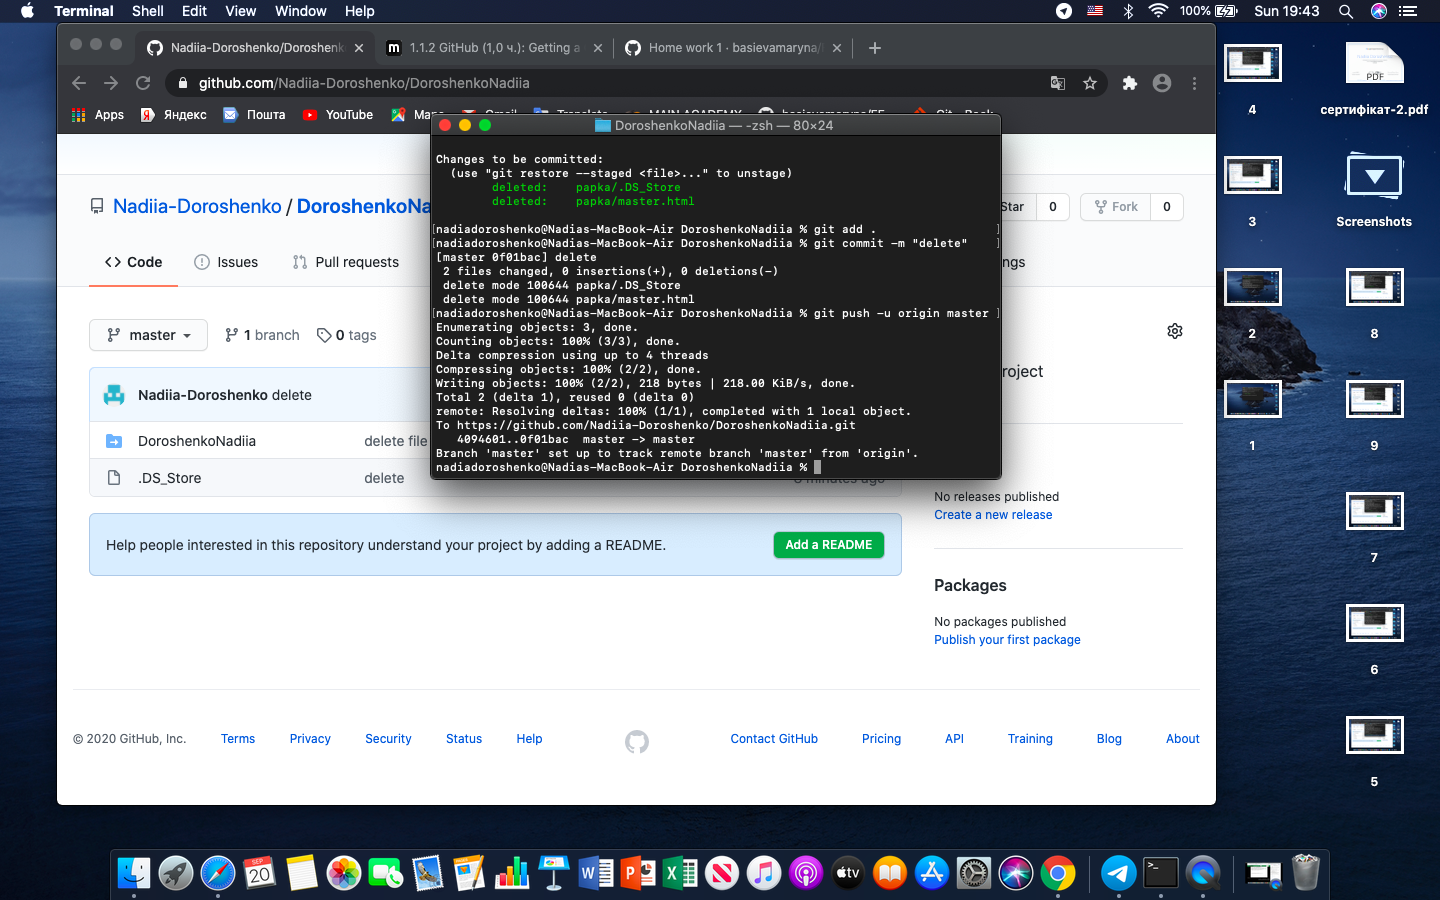 Terminal Shell Edit View Window Help 100% Sun 19:43
Nadiia-Doroshenko/Doroshenk 1.1.2 GitHub (1,0 ч.): Getting a Home work 1 · basievamaryna/
github.com/Nadiia-Doroshenko/DoroshenkoNadiia
Apps Яндекс Пошта YouTube
DoroshenkoNadiia — -zsh — 80×24
Changes to be committed:
(use "git restore --staged <file>..." to unstage)
deleted: papka/.DS_Store
deleted: papka/master.html
[nadiadoroshenko@Nadias-MacBook-Air DoroshenkoNadiia % git add . ]
[nadiadoroshenko@Nadias-MacBook-Air DoroshenkoNadiia % git commit -m "delete" ]
[master 0f01bac] delete
2 files changed, 0 insertions(+), 0 deletions(-)
delete mode 100644 papka/.DS_Store
delete mode 100644 papka/master.html
[nadiadoroshenko@Nadias-MacBook-Air DoroshenkoNadiia % git push -u origin master ]
Enumerating objects: 3, done.
Counting objects: 100% (3/3), done.
Delta compression using up to 4 threads
Compressing objects: 100% (2/2), done.
Writing objects: 100% (2/2), 218 bytes | 218.00 KiB/s, done.
Total 2 (delta 1), reused 0 (delta 0)
remote: Resolving deltas: 100% (1/1), completed with 1 local object.
To https://github.com/Nadiia-Doroshenko/DoroshenkoNadiia.git
4094601..0f01bac master -> master
Branch 'master' set up to track remote branch 'master' from 'origin'.
nadiadoroshenko@Nadias-MacBook-Air DoroshenkoNadiia %
Nadiia-Doroshenko / DoroshenkoNa
Star 0 Fork 0
Code Issues Pull requests ngs
master 1 branch 0 tags
roject
Nadiia-Doroshenko delete
DoroshenkoNadiia delete file
.DS_Store delete
Help people interested in this repository understand your project by adding a README. Add a README
No releases published
Create a new release
Packages
No packages published
Publish your first package
© 2020 GitHub, Inc. Terms Privacy Security Status Help Contact GitHub Pricing API Training Blog About
PDF
4 сертифікат-2.pdf
3 Screenshots
2 8
1 9
7
6
5
SEP
20
W P X
tv